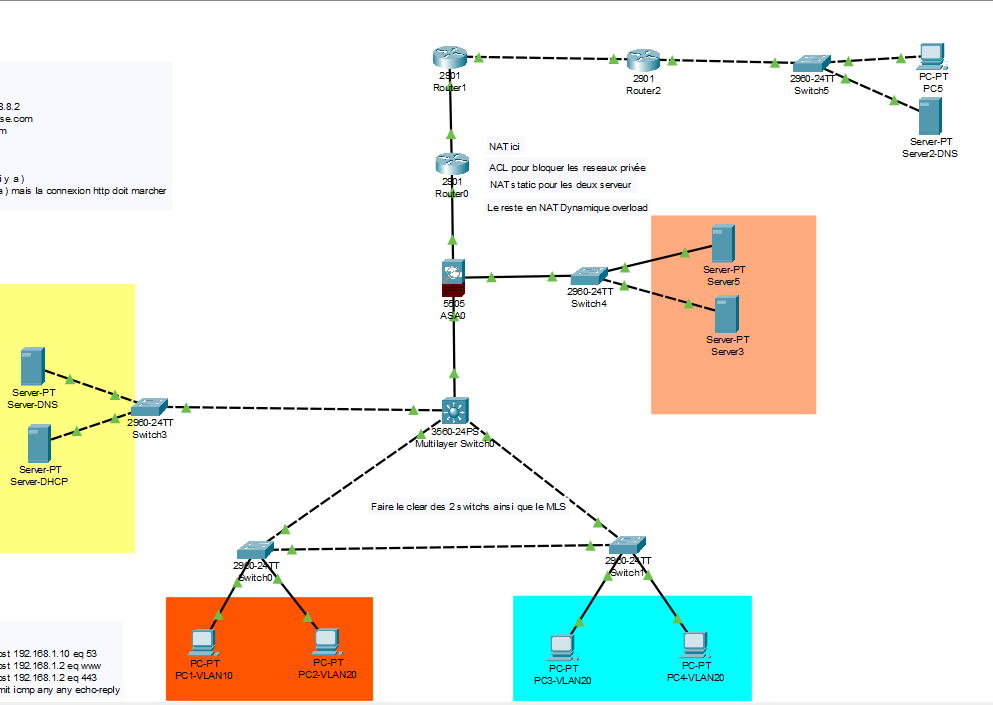 2901
Router1
2901
Router2
2960-24TT
Switch5
PC-PT
PC5
Server-PT
Server2-DNS
8.8.2
se.com
m
i y a )
a ) mais la connexion http doit marcher
2901
Router0
NAT ici
ACL pour bloquer les reseaux privée
NAT static pour les deux serveur
Le reste en NAT Dynamique overload
5505
ASA0
2960-24TT
Switch4
Server-PT
Server5
Server-PT
Server3
Server-PT
Server-DNS
Server-PT
Server-DHCP
2960-24TT
Switch3
3560-24PS
Multilayer Switch0
Faire le clear des 2 switchs ainsi que le MLS
2960-24TT
Switch0
2960-24TT
Switch1
PC-PT
PC1-VLAN10
PC-PT
PC2-VLAN20
PC-PT
PC3-VLAN20
PC-PT
PC4-VLAN20
ost 192.168.1.10 eq 53
ost 192.168.1.2 eq www
ost 192.168.1.2 eq 443
mit icmp any any echo-reply